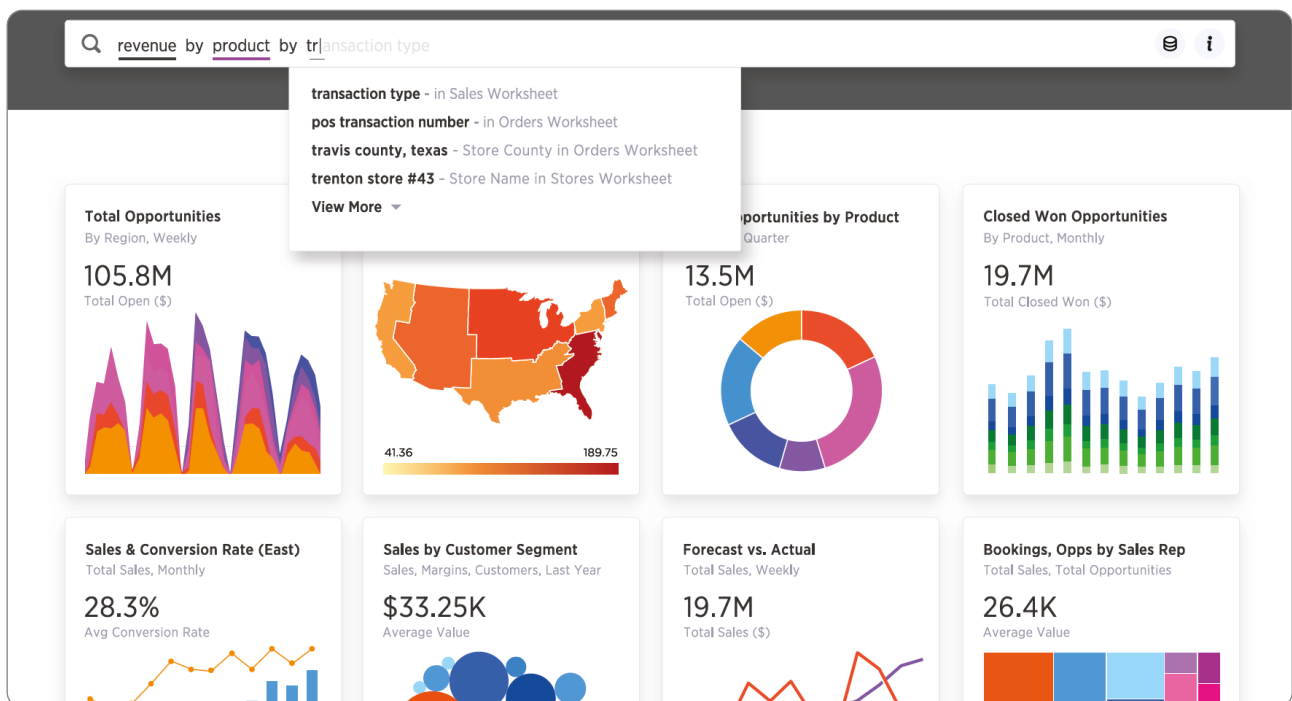 revenue by product by transaction type
transaction type - in Sales Worksheet
pos transaction number - in Orders Worksheet
travis county, texas - Store County in Orders Worksheet
trenton store #43 - Store Name in Stores Worksheet
View More
Total Opportunities
By Region, Weekly
105.8M
Total Open ($)
41.36 189.75
by Product
Quarter
13.5M
Total Open ($)
Closed Won Opportunities
By Product, Monthly
19.7M
Total Closed Won ($)
Sales & Conversion Rate (East)
Total Sales, Monthly
28.3%
Avg Conversion Rate
Sales by Customer Segment
Sales, Margins, Customers, Last Year
$33.25K
Average Value
Forecast vs. Actual
Total Sales, Weekly
19.7M
Total Sales ($)
Bookings, Opps by Sales Rep
Total Sales, Total Opportunities
26.4K
Average Value